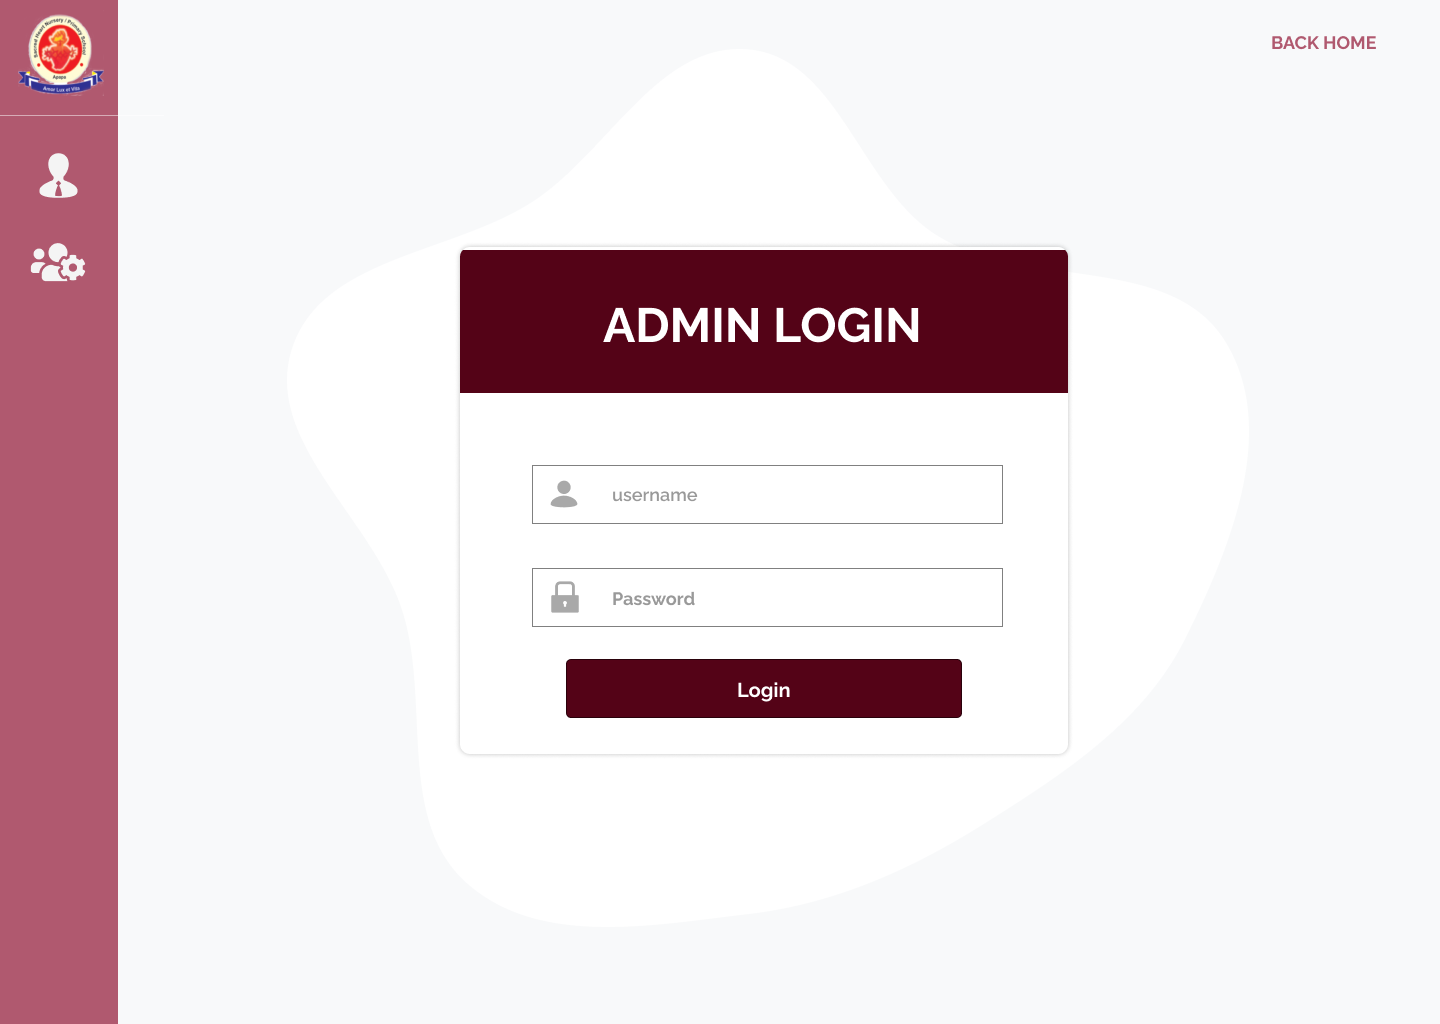 Sacred Heart Nursery / Primary School
Apapa
Amor Lux et Vita
BACK HOME
ADMIN LOGIN
username
Password
Login